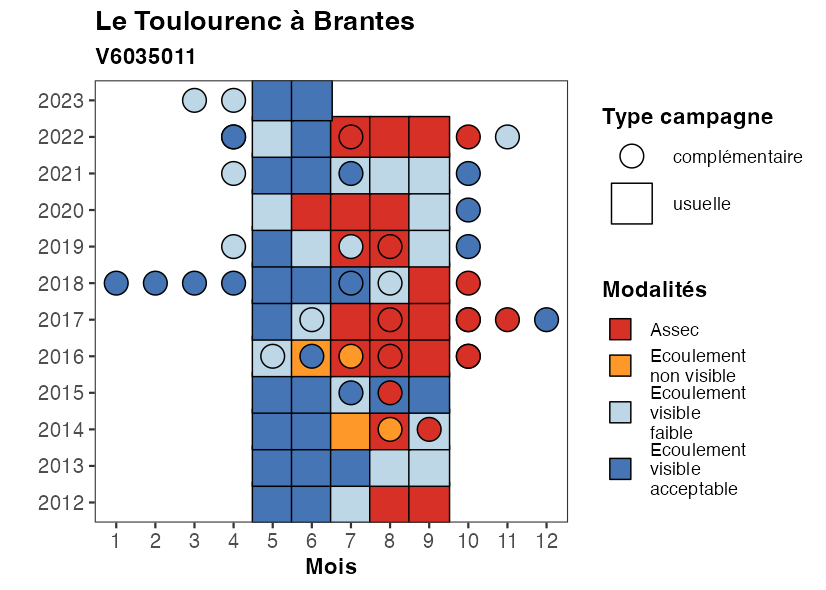 Le Toulourenc à Brantes
V6035011
2023
2022
2021
2020
2019
2018
2017
2016
2015
2014
2013
2012
1 2 3 4 5 6 7 8 9 10 11 12
Mois
Type campagne
complémentaire
usuelle
Modalités
Assec
Ecoulement
non visible
Ecoulement
visible
faible
Ecoulement
visible
acceptable